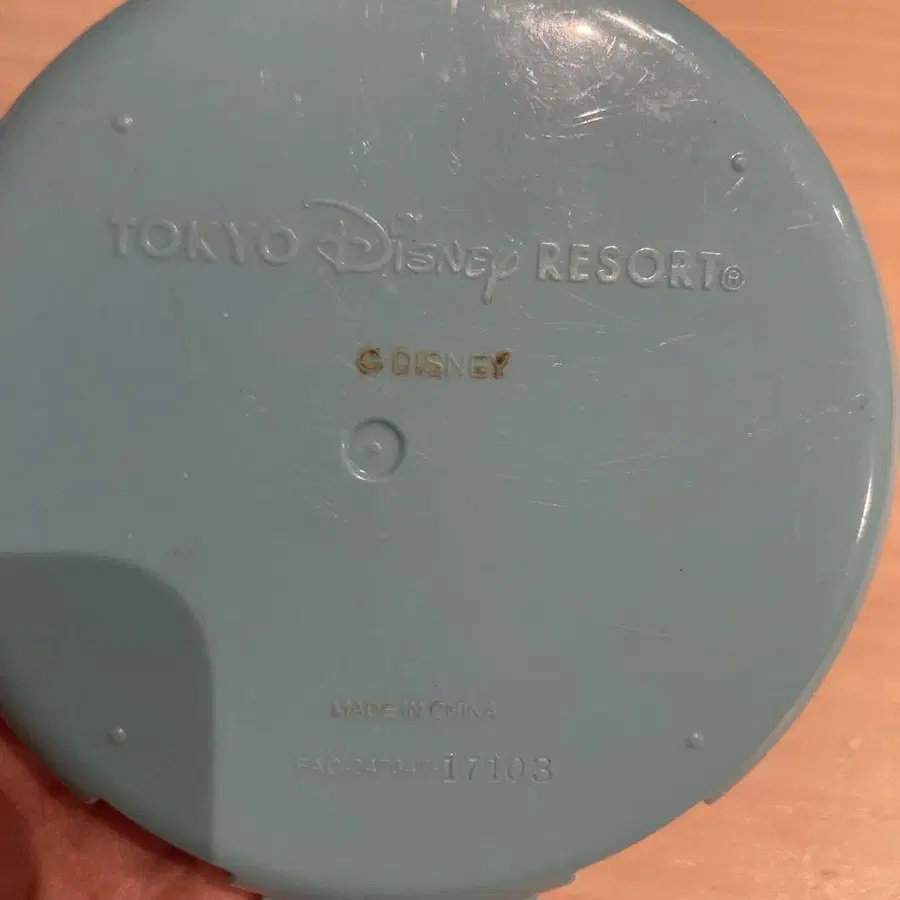 TOKYO Disney RESORT®
© DISNEY
MADE IN CHINA
17103